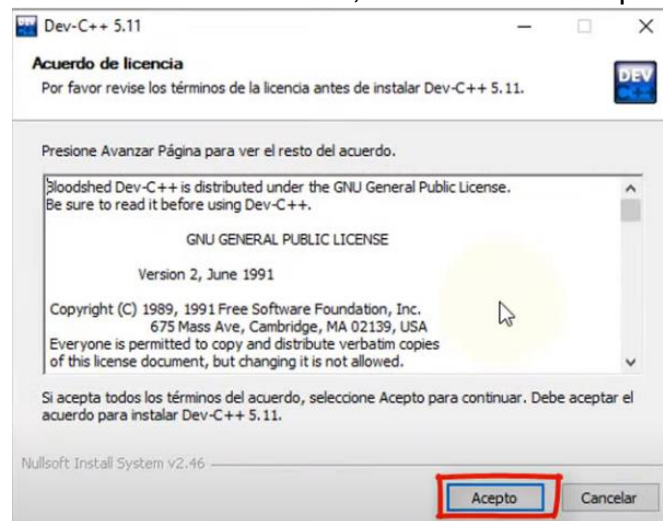 Dev-C++ 5.11
Acuerdo de licencia
Por favor revise los términos de la licencia antes de instalar Dev-C++ 5.11.
DEV
C++
Presione Avanzar Página para ver el resto del acuerdo.
Bloodshed Dev-C++ is distributed under the GNU General Public License.
Be sure to read it before using Dev-C++.
GNU GENERAL PUBLIC LICENSE
Version 2, June 1991
Copyright (C) 1989, 1991 Free Software Foundation, Inc.
675 Mass Ave, Cambridge, MA 02139, USA
Everyone is permitted to copy and distribute verbatim copies
of this license document, but changing it is not allowed.
Si acepta todos los términos del acuerdo, seleccione Acepto para continuar. Debe aceptar el
acuerdo para instalar Dev-C++ 5.11.
Nullsoft Install System v2.46
Acepto
Cancelar